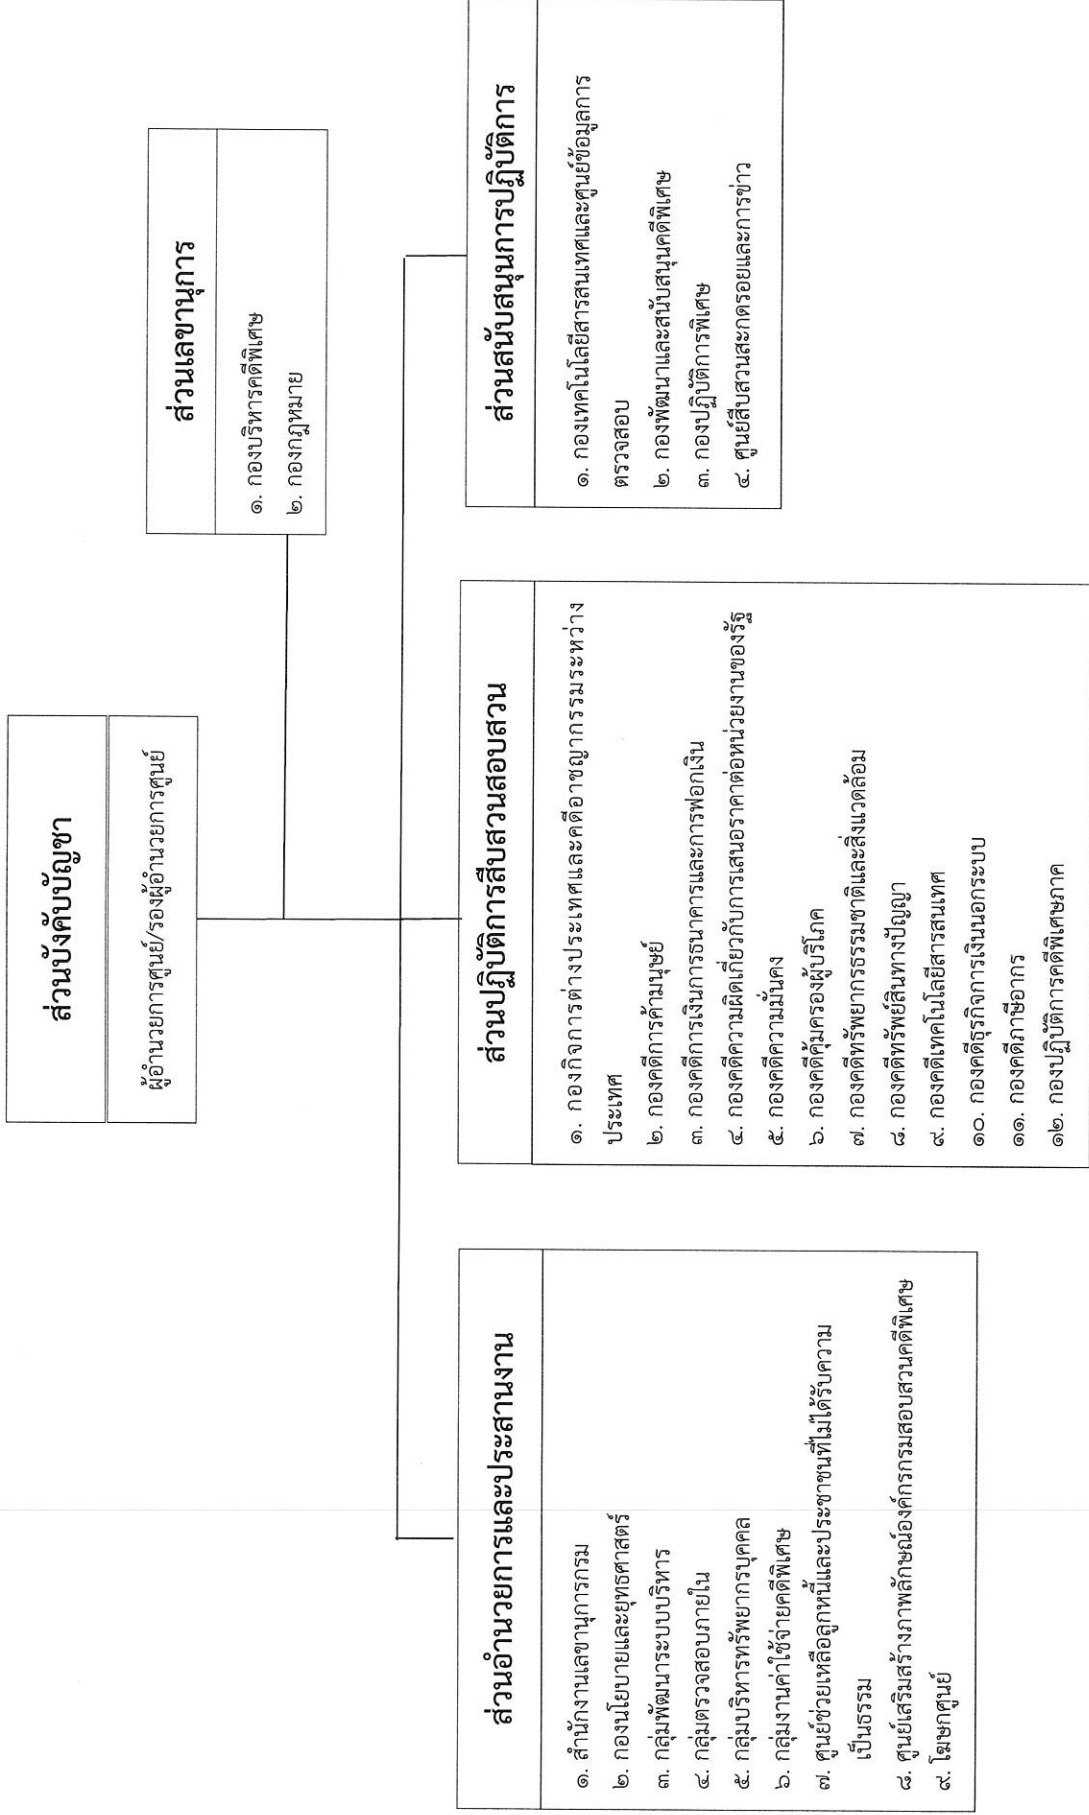 ส่วนบังคับบัญชา
ผู้อำนวยการศูนย์/รองผู้อำนวยการศูนย์
ส่วนเลขานุการ
๑. กองบริหารคดีพิเศษ
๒. กองกฎหมาย
ส่วนอำนวยการและประสานงาน
๑. สำนักงานเลขานุการกรม
๒. กองนโยบายและยุทธศาสตร์
๓. กลุ่มพัฒนาระบบบริหาร
๔. กลุ่มตรวจสอบภายใน
๕. กลุ่มบริหารทรัพยากรบุคคล
๖. กลุ่มงานค่าใช้จ่ายคดีพิเศษ
๗. ศูนย์ช่วยเหลือลูกหนี้และประชาชนที่ไม่ได้รับความ
เป็นธรรม
๘. ศูนย์เสริมสร้างภาพลักษณ์องค์กรกรมสอบสวนคดีพิเศษ
๙. โฆษกศูนย์
ส่วนปฏิบัติการสืบสวนสอบสวน
๑. กองกิจการต่างประเทศและคดีอาชญากรรมระหว่าง
ประเทศ
๒. กองคดีการค้ามนุษย์
๓. กองคดีการเงินการธนาคารและการฟอกเงิน
๔. กองคดีความผิดเกี่ยวกับการเสนอราคาต่อหน่วยงานของรัฐ
๕. กองคดีความมั่นคง
๖. กองคดีคุ้มครองผู้บริโภค
๗. กองคดีทรัพยากรธรรมชาติและสิ่งแวดล้อม
๘. กองคดีทรัพย์สินทางปัญญา
๙. กองคดีเทคโนโลยีสารสนเทศ
๑๐. กองคดีธุรกิจการเงินนอกระบบ
๑๑. กองคดีภาษีอากร
๑๒. กองปฏิบัติการคดีพิเศษภาค
ส่วนสนับสนุนการปฏิบัติการ
๑. กองเทคโนโลยีสารสนเทศและศูนย์ข้อมูลการ
ตรวจสอบ
๒. กองพัฒนาและสนับสนุนคดีพิเศษ
๓. กองปฏิบัติการพิเศษ
๔. ศูนย์สืบสวนสะกดรอยและการข่าว